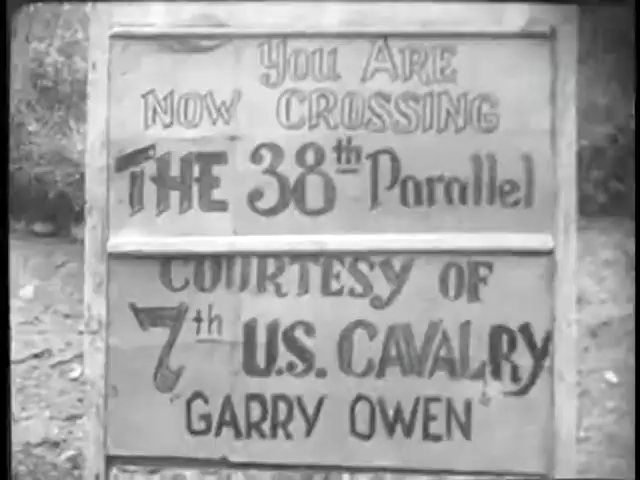 You Are
Now Crossing
The 38th Parallel
Courtesy of
7th U.S. Cavalry
"Garry Owen"